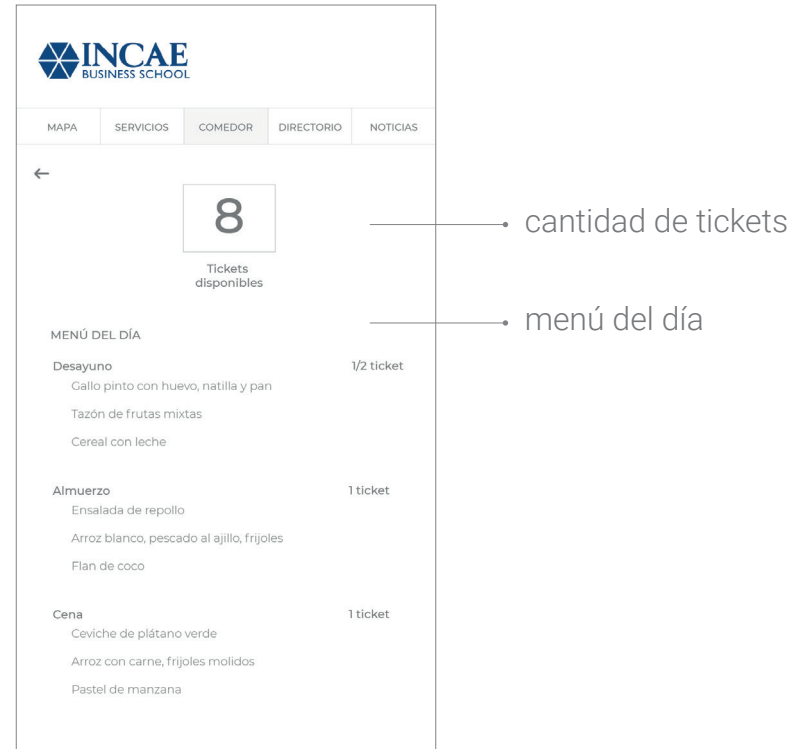 INCAE
BUSINESS SCHOOL
MAPA SERVICIOS COMEDOR DIRECTORIO NOTICIAS
8
Tickets
disponibles
cantidad de tickets
menú del día
MENÚ DEL DÍA
Desayuno 1/2 ticket
Gallo pinto con huevo, natilla y pan
Tazón de frutas mixtas
Cereal con leche
Almuerzo 1 ticket
Ensalada de repollo
Arroz blanco, pescado al ajillo, frijoles
Flan de coco
Cena 1 ticket
Ceviche de plátano verde
Arroz con carne, frijoles molidos
Pastel de manzana